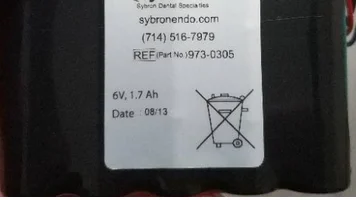 Sybron Dental Specialties
sybronendo.com
(714) 516-7979
REF (Part No.) 973-0305
6V, 1.7 Ah
Date : 08/13